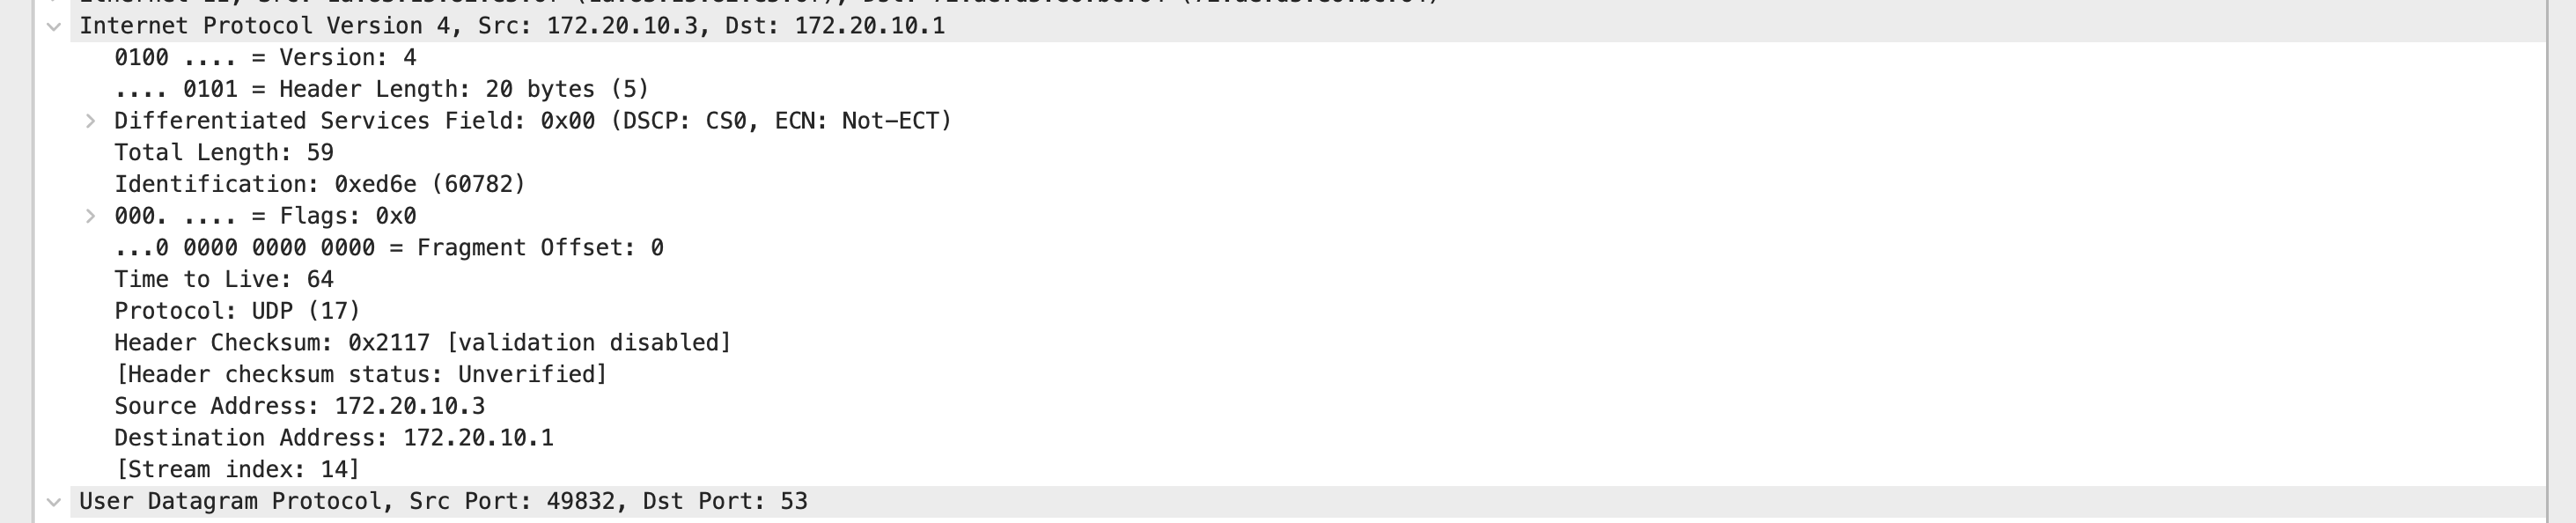 Internet Protocol Version 4, Src: 172.20.10.3, Dst: 172.20.10.1
0100 .... = Version: 4
.... 0101 = Header Length: 20 bytes (5)
Differentiated Services Field: 0x00 (DSCP: CS0, ECN: Not-ECT)
Total Length: 59
Identification: 0xed6e (60782)
000. .... = Flags: 0x0
...0 0000 0000 0000 = Fragment Offset: 0
Time to Live: 64
Protocol: UDP (17)
Header Checksum: 0x2117 [validation disabled]
[Header checksum status: Unverified]
Source Address: 172.20.10.3
Destination Address: 172.20.10.1
[Stream index: 14]
User Datagram Protocol, Src Port: 49832, Dst Port: 53